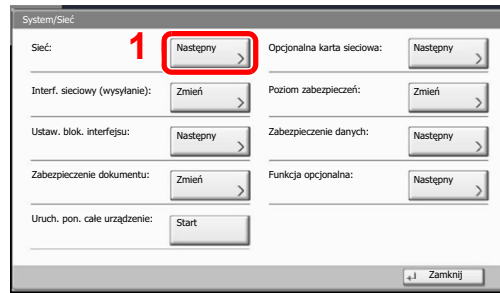 System/Sieć
Sieć:
1
Następny
Opcjonalna karta sieciowa:
Następny
Interf. sieciowy (wysyłanie):
Zmień
Poziom zabezpieczeń:
Zmień
Ustaw. blok. interfejsu:
Następny
Zabezpieczenie danych:
Następny
Zabezpieczenie dokumentu:
Zmień
Funkcja opcjonalna:
Następny
Uruch. pon. całe urządzenie:
Start
Zamknij